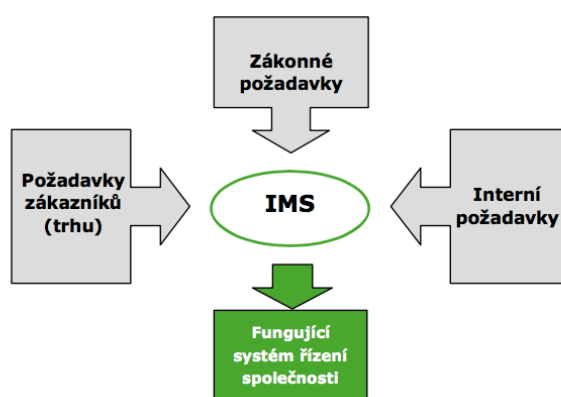 Zákonné
požadavky
Požadavky
zákazníků
(trhu)
IMS
Interní
požadavky
Fungující
systém řízení
společnosti